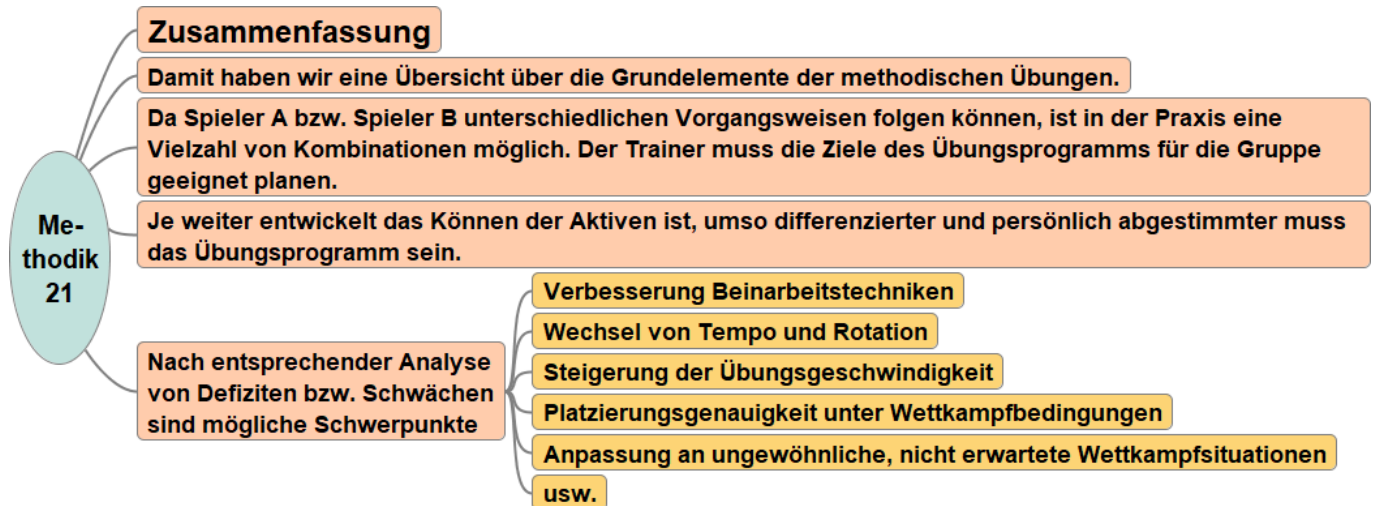 Zusammenfassung
Damit haben wir eine Übersicht über die Grundelemente der methodischen Übungen.
Da Spieler A bzw. Spieler B unterschiedlichen Vorgangsweisen folgen können, ist in der Praxis eine
Vielzahl von Kombinationen möglich. Der Trainer muss die Ziele des Übungsprogramms für die Gruppe
geeignet planen.
Me-
thodik
21
Je weiter entwickelt das Können der Aktiven ist, umso differenzierter und persönlich abgestimmter muss
das Übungsprogramm sein.
Nach entsprechender Analyse
von Defiziten bzw. Schwächen
sind mögliche Schwerpunkte
Verbesserung Beinarbeitstechniken
Wechsel von Tempo und Rotation
Steigerung der Übungsgeschwindigkeit
Platzierungsgenauigkeit unter Wettkampfbedingungen
Anpassung an ungewöhnliche, nicht erwartete Wettkampfsituationen
usw.